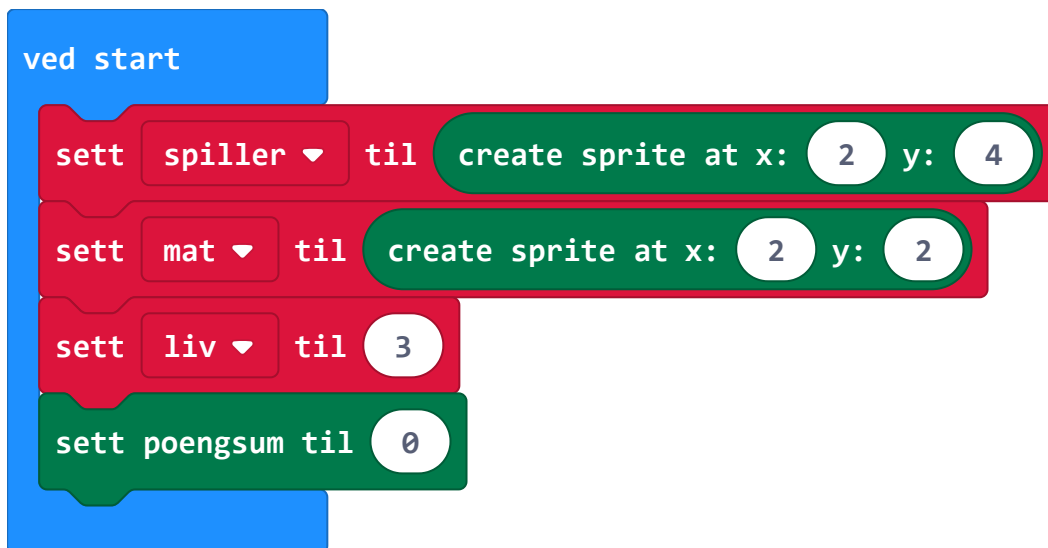 ved start
sett spiller til create sprite at x: 2 y: 4
sett mat til create sprite at x: 2 y: 2
sett liv til 3
sett poengsum til 0